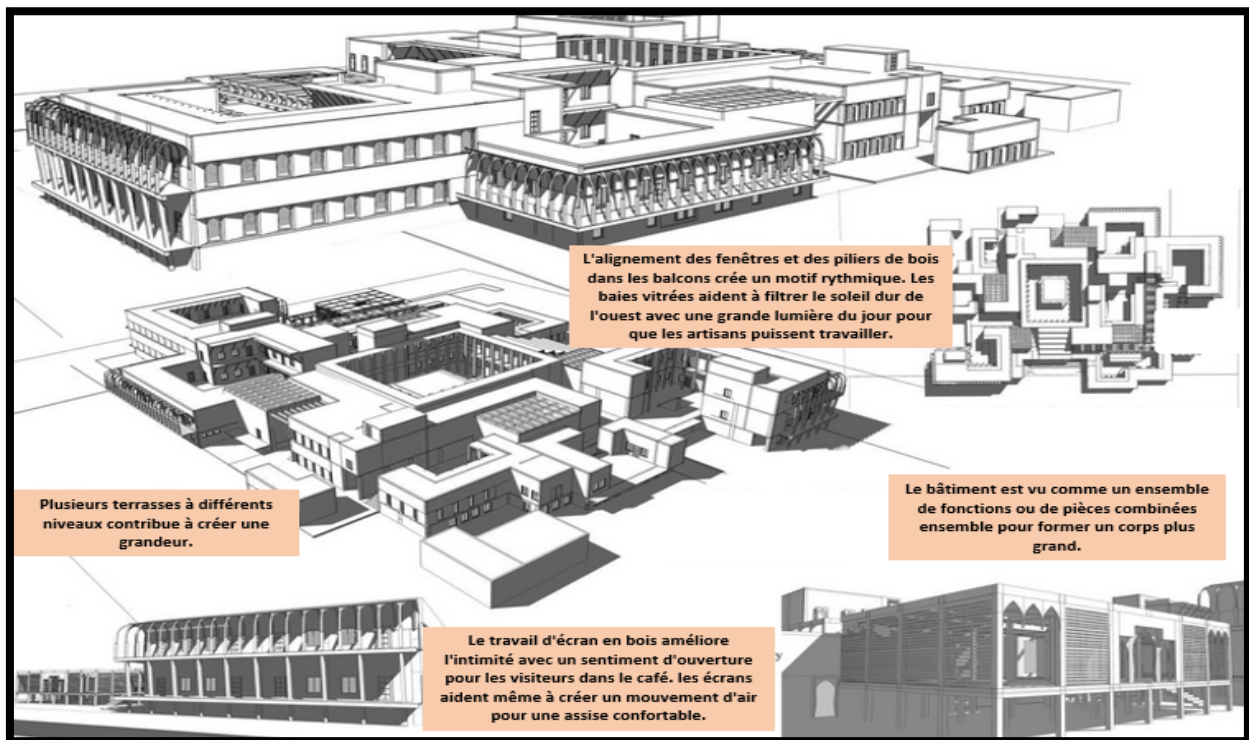 L'alignement des fenêtres et des piliers de bois
dans les balcons crée un motif rythmique. Les
baies vitrées aident à filtrer le soleil dur de
l'ouest avec une grande lumière du jour pour
que les artisans puissent travailler.
Plusieurs terrasses à différents
niveaux contribue à créer une
grandeur.
Le bâtiment est vu comme un ensemble
de fonctions ou de pièces combinées
ensemble pour former un corps plus
grand.
Le travail d'écran en bois améliore
l'intimité avec un sentiment d'ouverture
pour les visiteurs dans le café. les écrans
aident même à créer un mouvement d'air
pour une assise confortable.